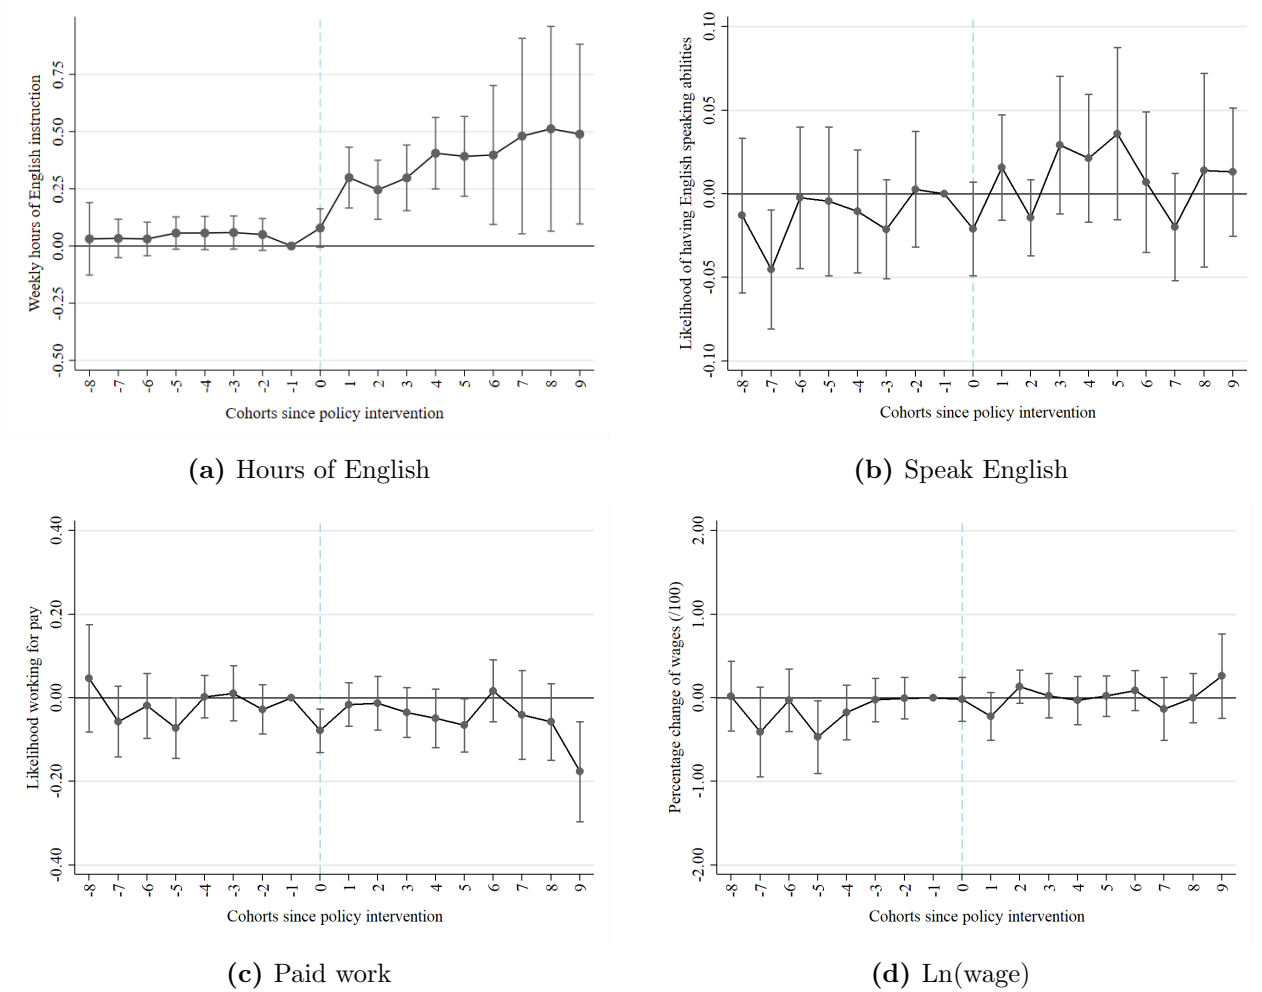 Weekly hours of English instruction
0.75
0.50
0.25
0.00
-0.25
-0.50
-8 -7 -6 -5 -4 -3 -2 -1 0 1 2 3 4 5 6 7 8 9
Cohorts since policy intervention
(a) Hours of English
Likelihood of having English speaking abilities
0.10
0.05
0.00
-0.05
-0.10
-8 -7 -6 -5 -4 -3 -2 -1 0 1 2 3 4 5 6 7 8 9
Cohorts since policy intervention
(b) Speak English
Likelihood working for pay
0.40
0.20
0.00
-0.20
-0.40
-8 -7 -6 -5 -4 -3 -2 -1 0 1 2 3 4 5 6 7 8 9
Cohorts since policy intervention
(c) Paid work
Percentage change of wages (/100)
2.00
1.00
0.00
-1.00
-2.00
-8 -7 -6 -5 -4 -3 -2 -1 0 1 2 3 4 5 6 7 8 9
Cohorts since policy intervention
(d) Ln(wage)